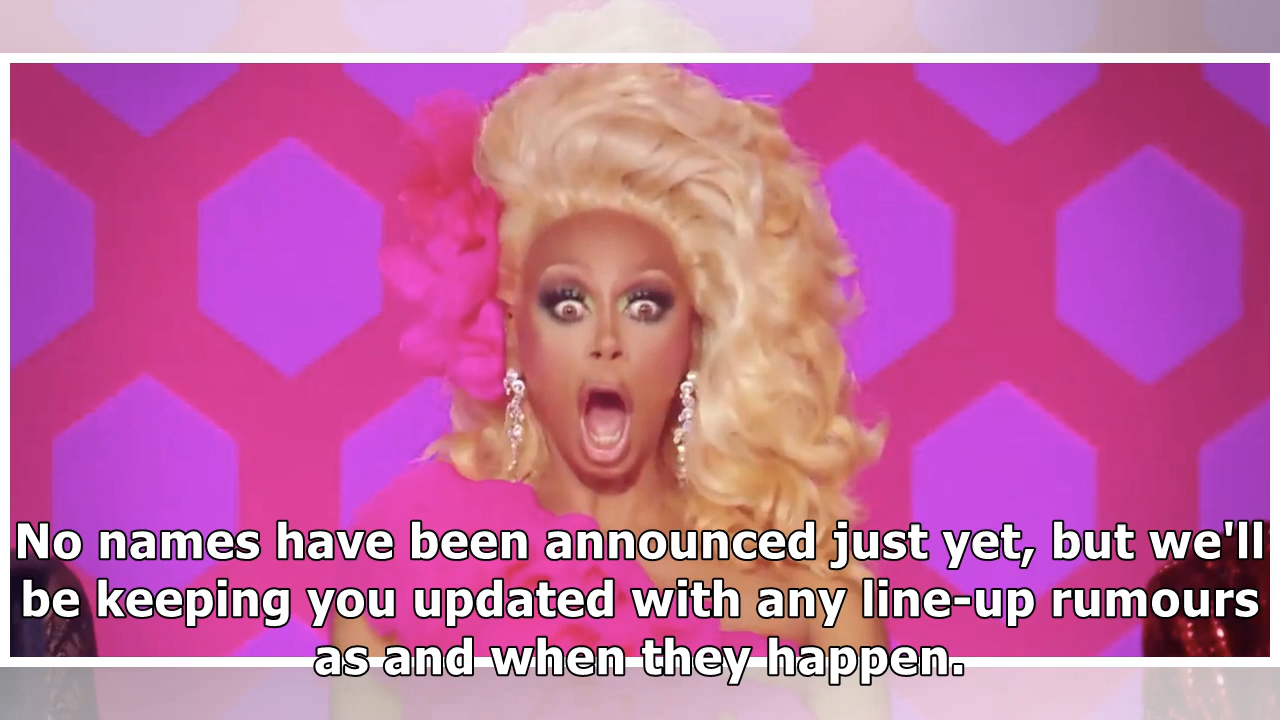 No names have been announced just yet, but we'll
be keeping you updated with any line-up rumours
as and when they happen.